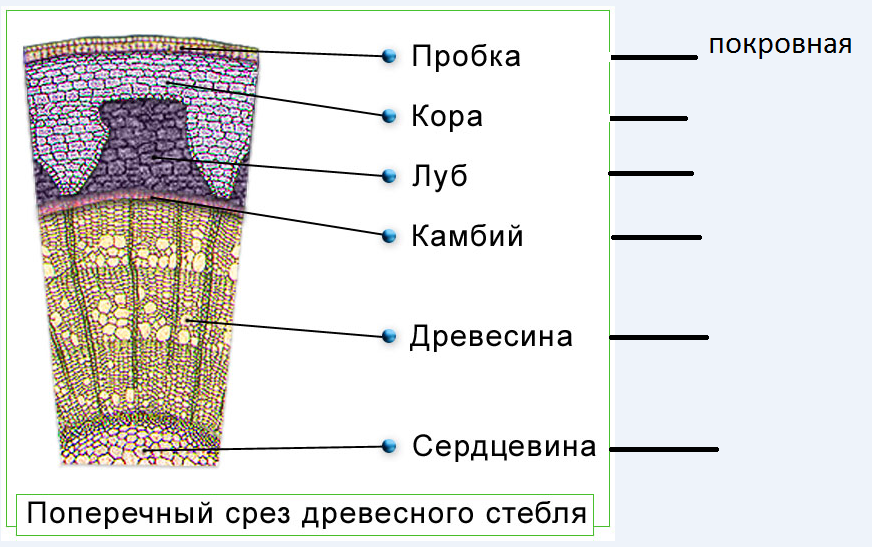 Пробка
покровная
Кора
Луб
Камбий
Древесина
Сердцевина
Поперечный срез древесного стебля